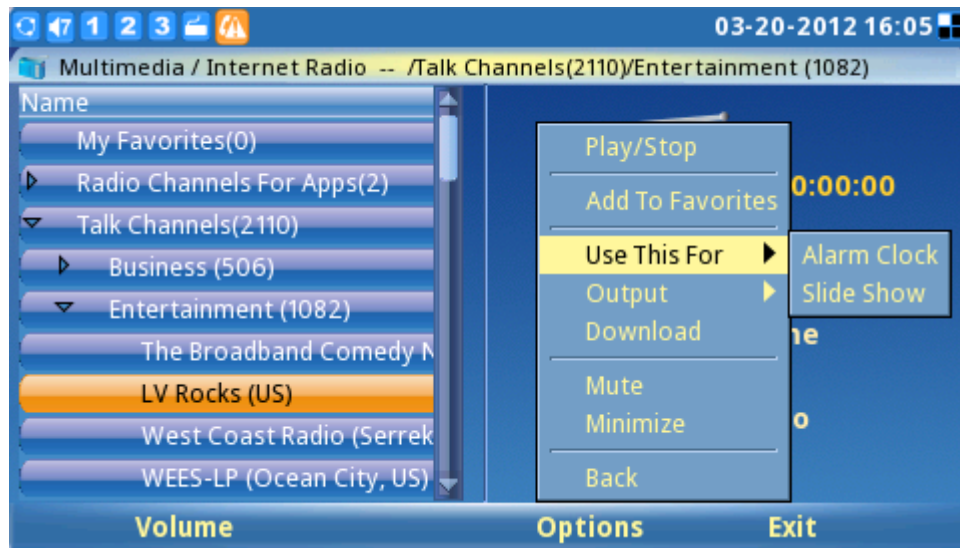 7 1 2 3 03-20-2012 16:05
Multimedia / Internet Radio -- /Talk Channels(2110)/Entertainment (1082)
Name
My Favorites(0)
Radio Channels For Apps(2)
Talk Channels(2110)
Business (506)
Entertainment (1082)
The Broadband Comedy N
LV Rocks (US)
West Coast Radio (Serrek
WEES-LP (Ocean City, US)
Play/Stop
Add To Favorites
Use This For
Output
Download
Mute
Minimize
Back
Alarm Clock
Slide Show
0:00:00
ne
o
Volume Options Exit